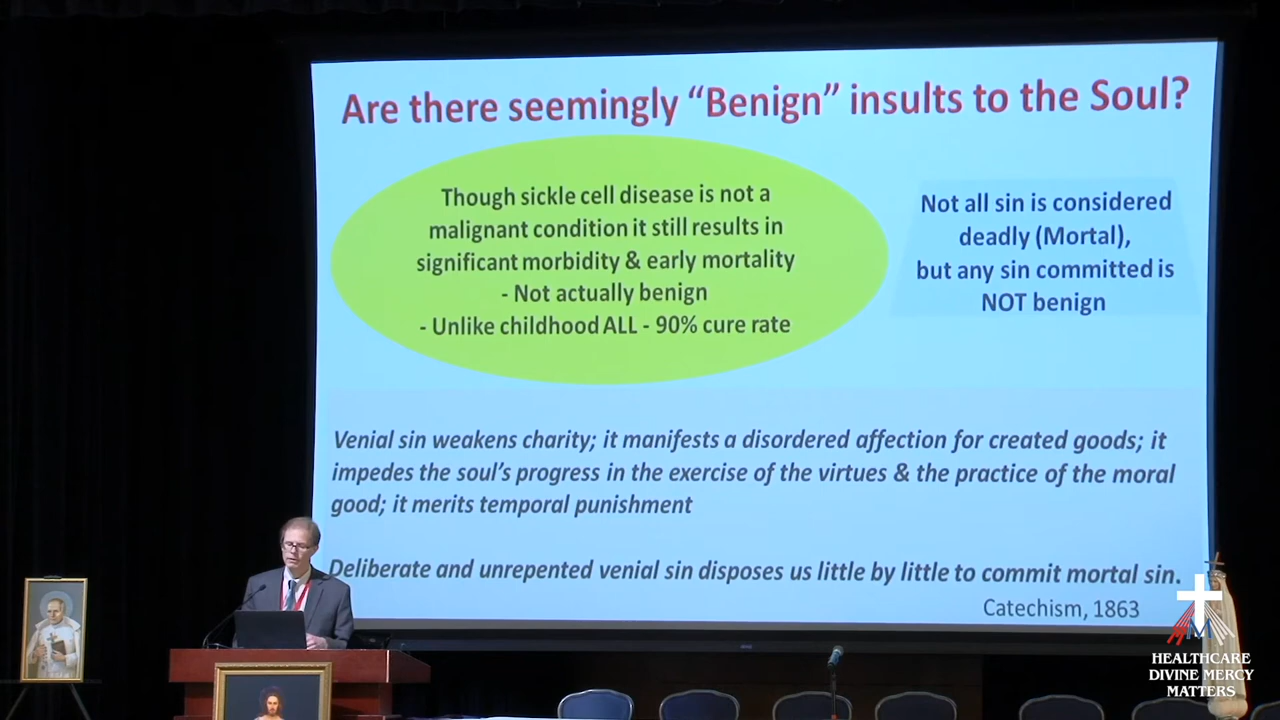 Are there seemingly “Benign” insults to the Soul?
Though sickle cell disease is not a
malignant condition it still results in
significant morbidity & early mortality
- Not actually benign
- Unlike childhood ALL - 90% cure rate
Not all sin is considered
deadly (Mortal),
but any sin committed is
NOT benign
Venial sin weakens charity; it manifests a disordered affection for created goods; it
impedes the soul’s progress in the exercise of the virtues & the practice of the moral
good; it merits temporal punishment
Deliberate and unrepented venial sin disposes us little by little to commit mortal sin.
Catechism, 1863
HEALTHCARE
DIVINE MERCY
MATTERS